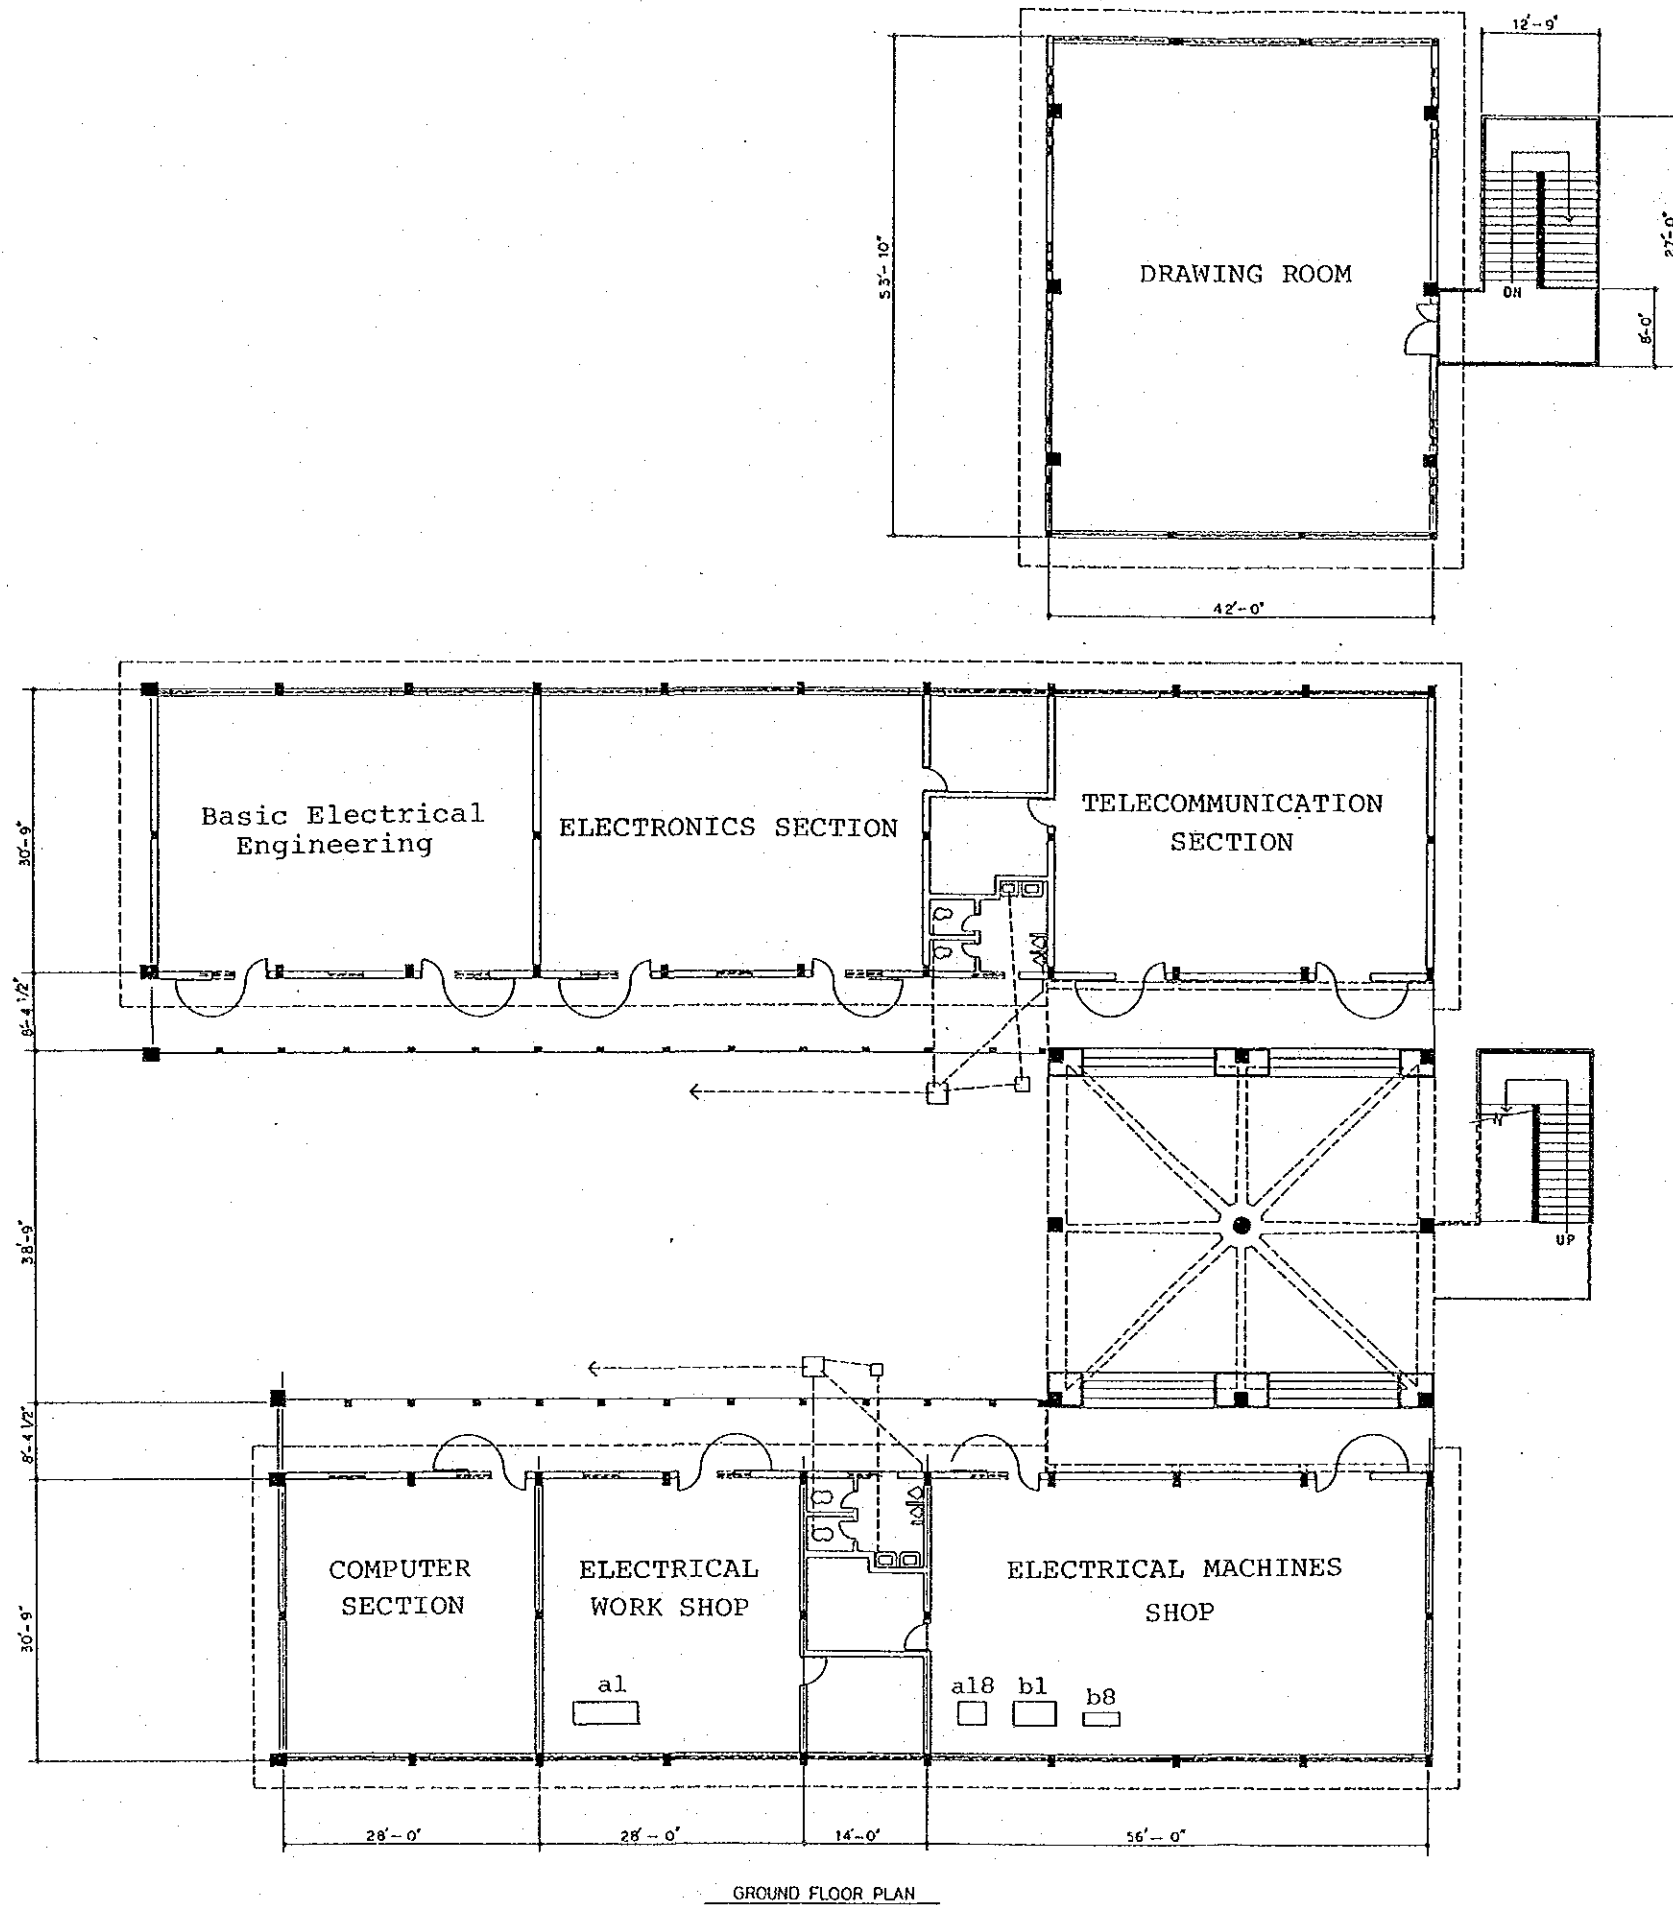 12'-9"
53'-10"
DRAWING ROOM
DN
27'-0"
8'-0"
42'-0"
30'-9"
Basic Electrical
Engineering
ELECTRONICS SECTION
TELECOMMUNICATION
SECTION
8'-4 1/2"
38'-9"
UP
8'-4 1/2"
30'-9"
COMPUTER
SECTION
ELECTRICAL
WORK SHOP
ELECTRICAL MACHINES
SHOP
a1
a18
b1
b8
28'-0"
28'-0"
14'-0"
56'-0"
GROUND FLOOR PLAN